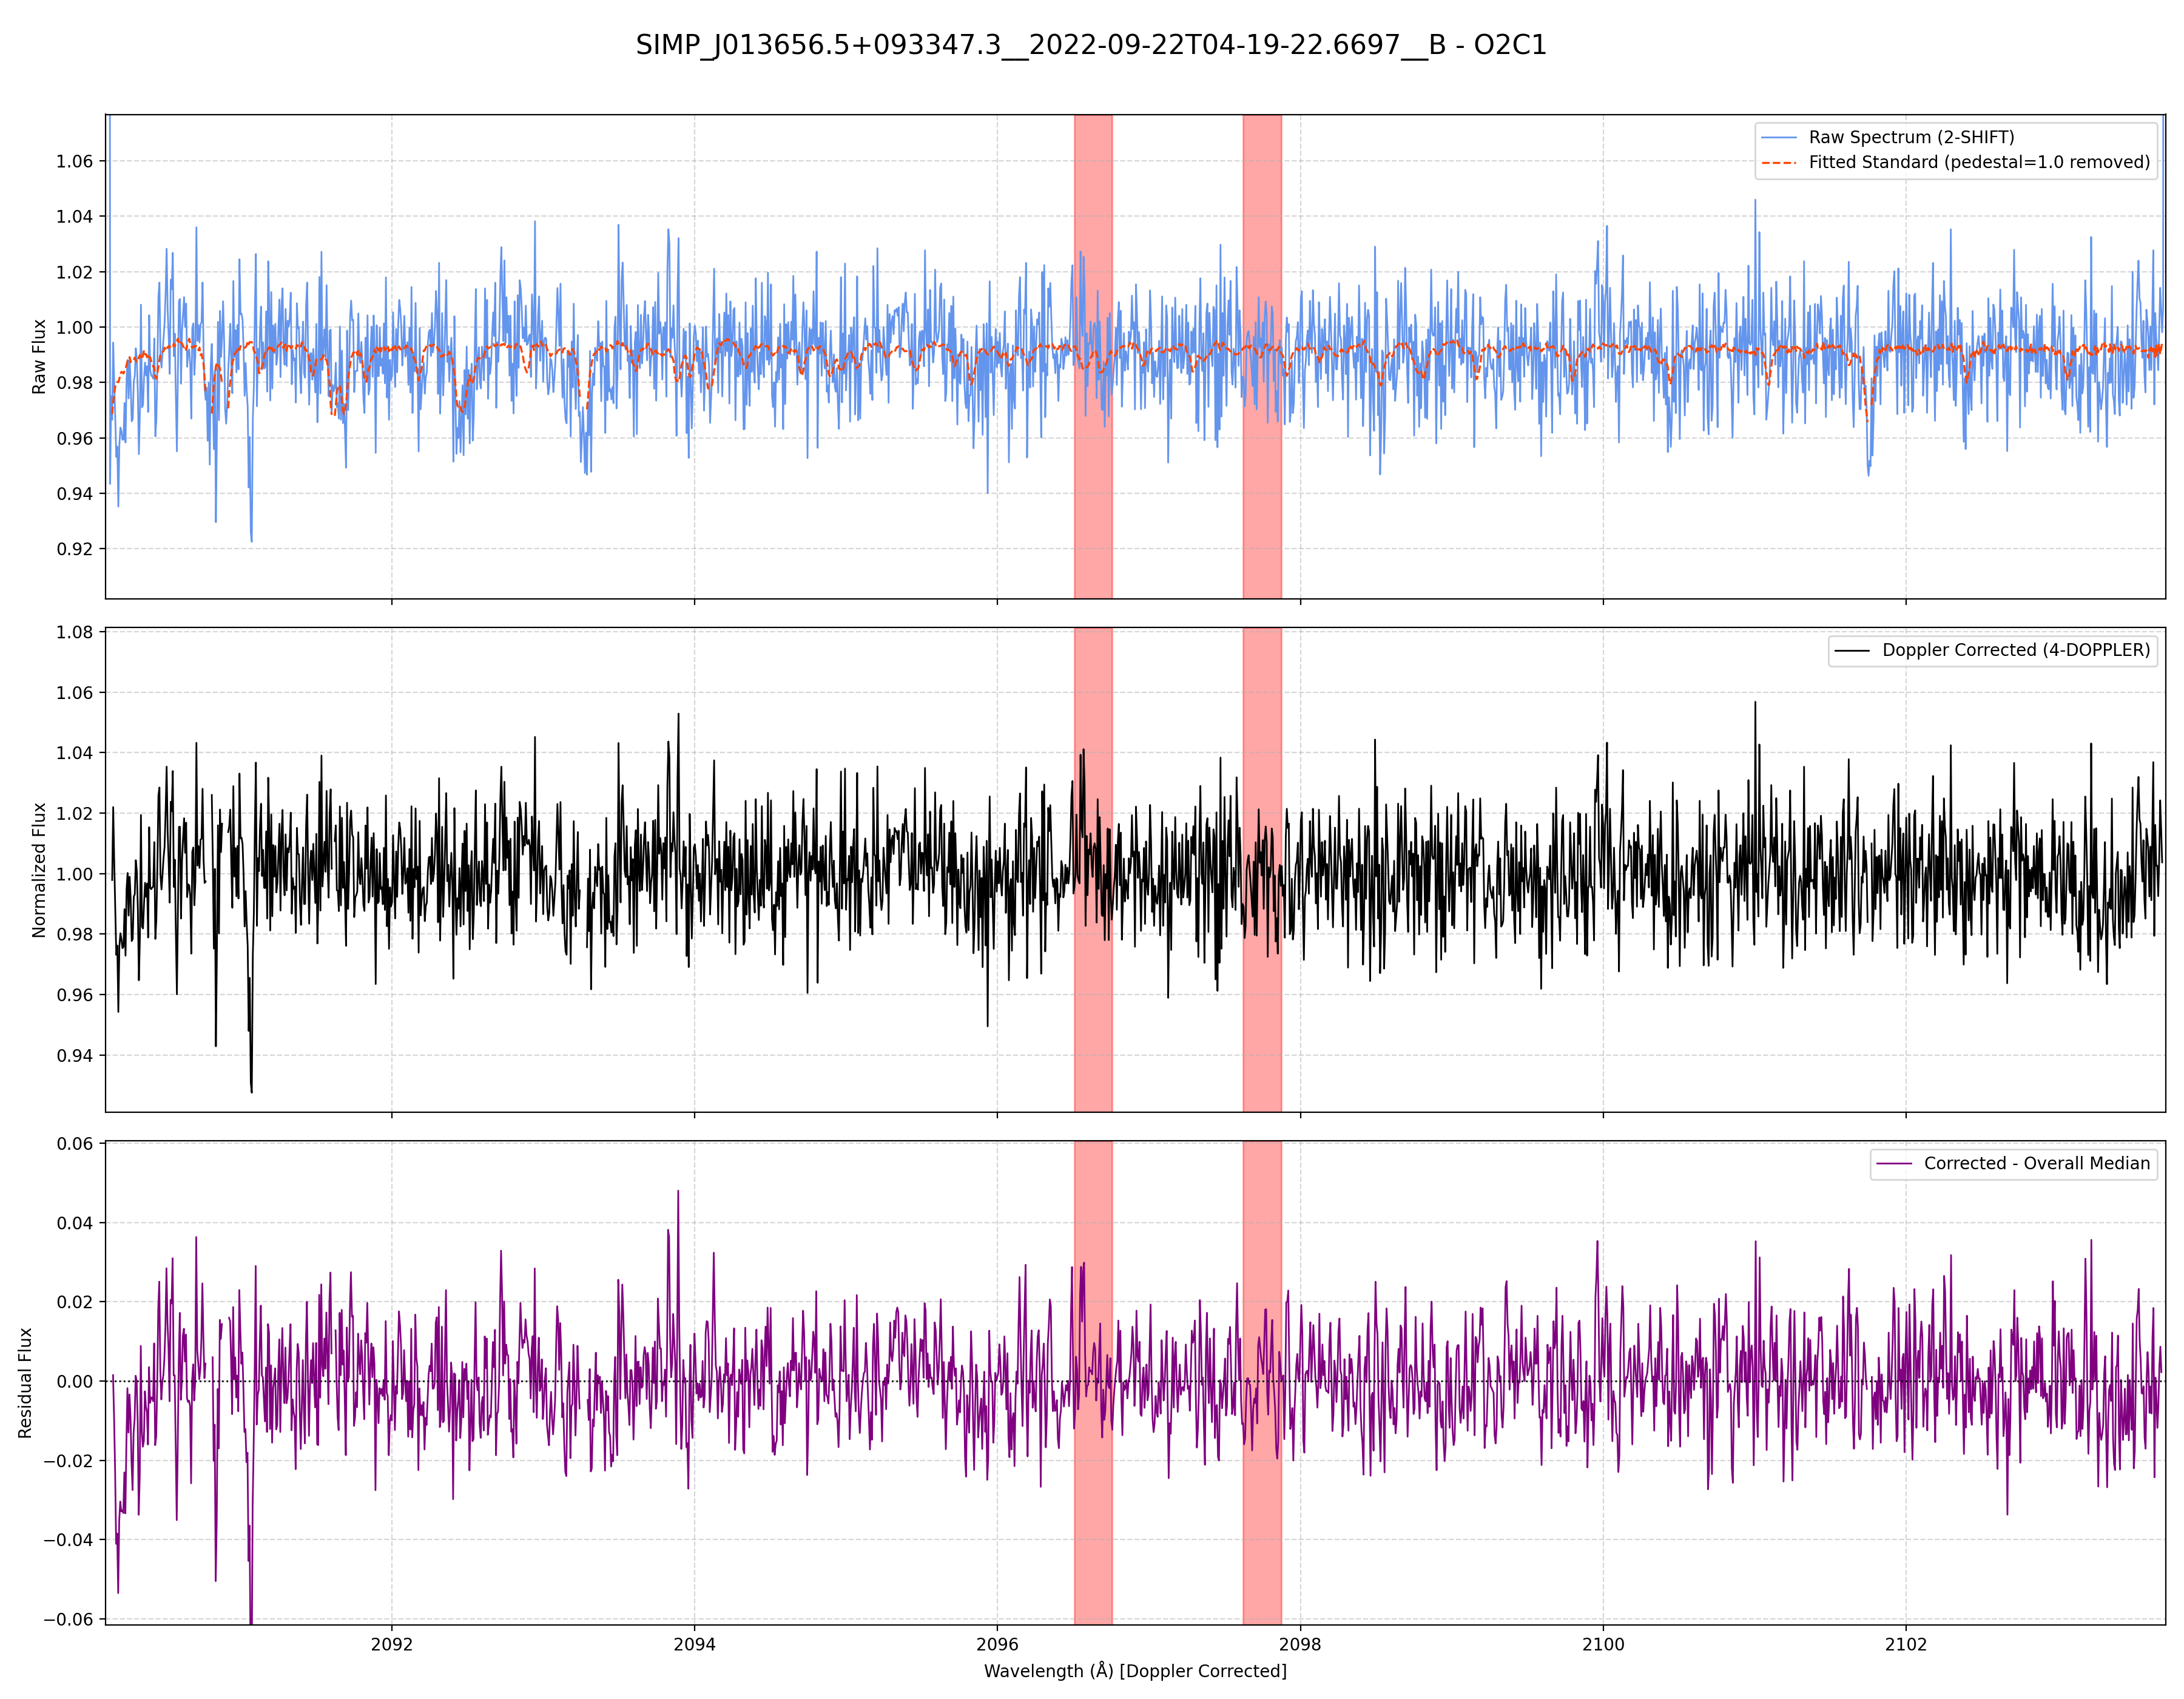 SIMP_J013656.5+093347.3__2022-09-22T04-19-22.6697__B - O2C1
Raw Flux
1.06
1.04
1.02
1.00
0.98
0.96
0.94
0.92
Raw Spectrum (2-SHIFT)
Fitted Standard (pedestal=1.0 removed)
Normalized Flux
1.08
1.06
1.04
1.02
1.00
0.98
0.96
0.94
Doppler Corrected (4-DOPPLER)
Residual Flux
0.06
0.04
0.02
0.00
−0.02
−0.04
−0.06
Corrected - Overall Median
2092 2094 2096 2098 2100 2102
Wavelength (Å) [Doppler Corrected]